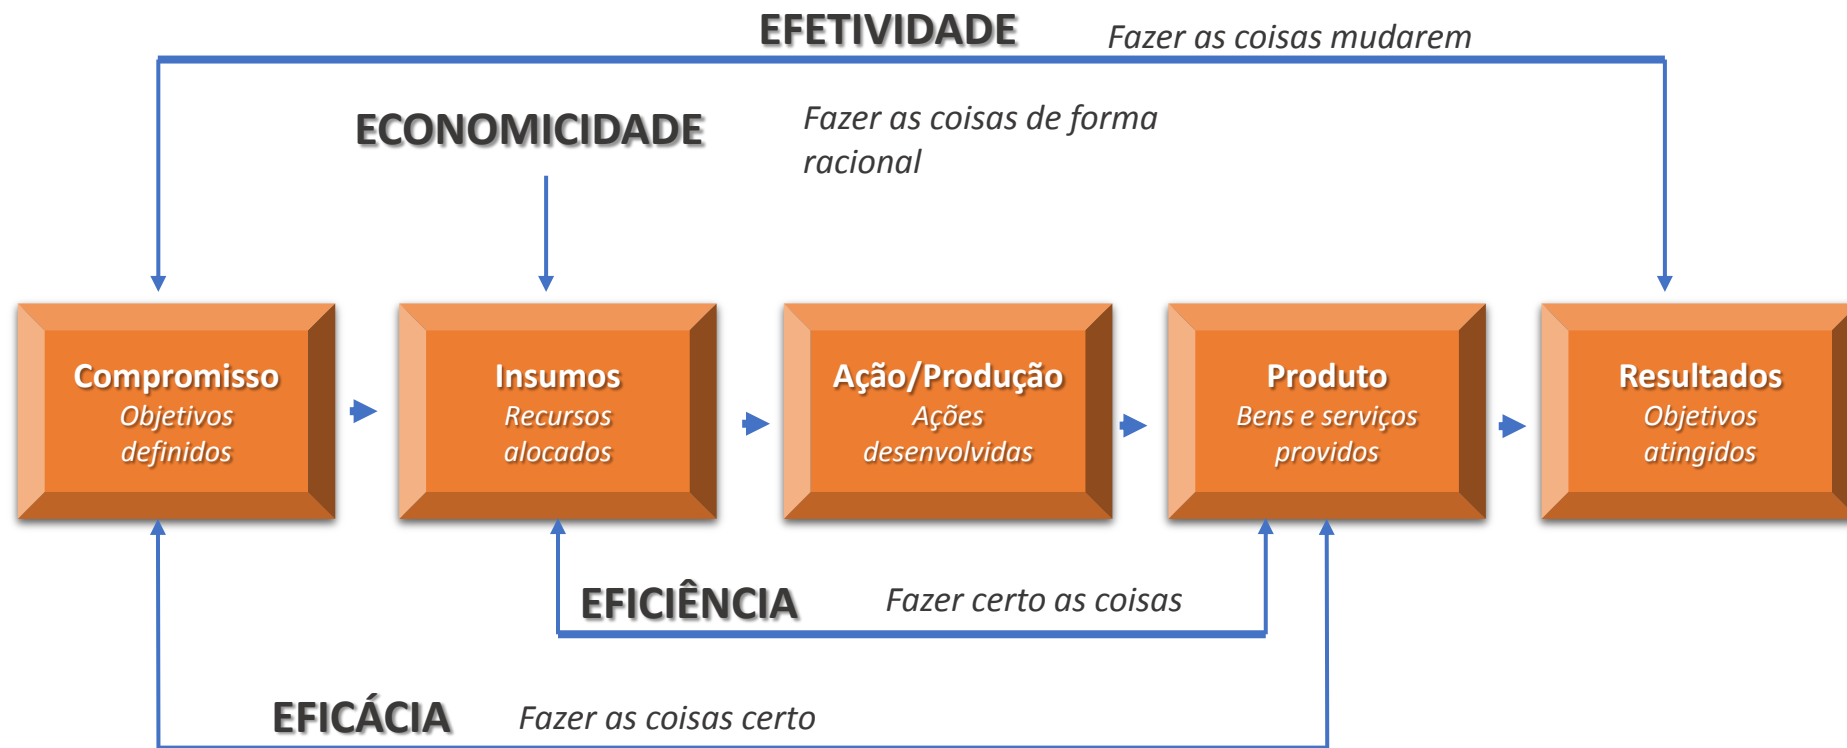 EFETIVIDADE
Fazer as coisas mudarem
ECONOMICIDADE
Fazer as coisas de forma
racional
Compromisso
Objetivos
definidos
Insumos
Recursos
alocados
Ação/Produção
Ações
desenvolvidas
Produto
Bens e serviços
providos
Resultados
Objetivos
atingidos
EFICIÊNCIA
Fazer certo as coisas
EFICÁCIA
Fazer as coisas certo